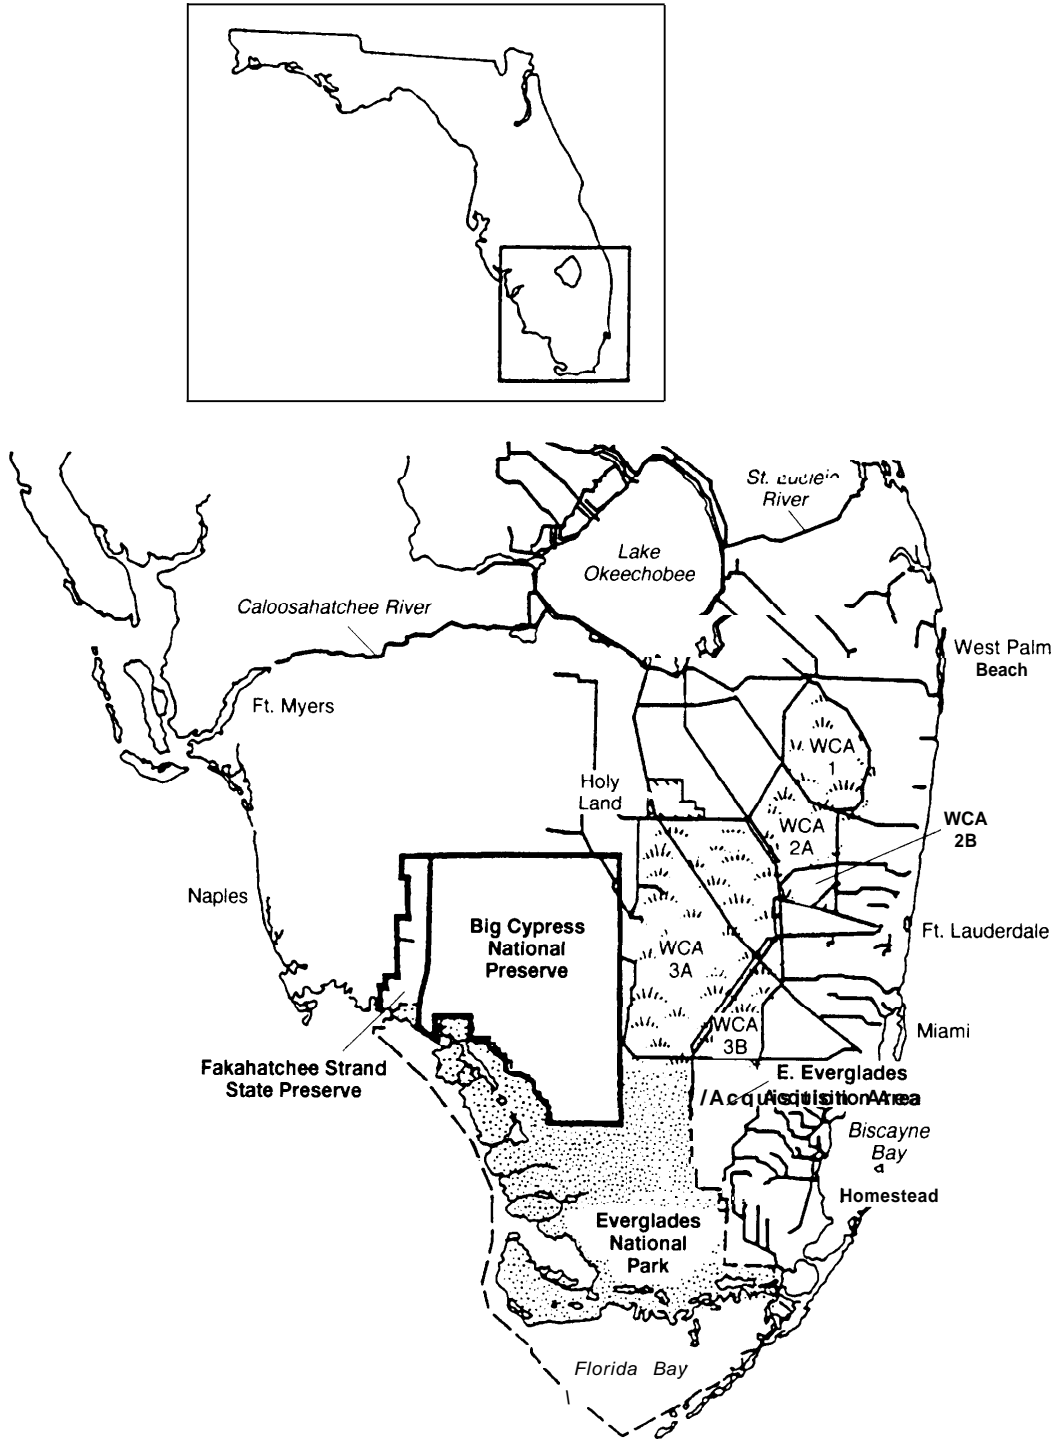 St. Lucie
River
Lake
Okeechobee
Caloosahatchee River
West Palm
Beach
Ft. Myers
WCA
1
Holy
Land
WCA
2A
WCA
2B
Naples
Big Cypress
National
Preserve
Ft. Lauderdale
WCA
3A
WCA
3B
Miami
Fakahatchee Strand
State Preserve
E. Everglades
Acquisition Area
Biscayne
Bay
Homestead
Everglades
National
Park
Florida Bay